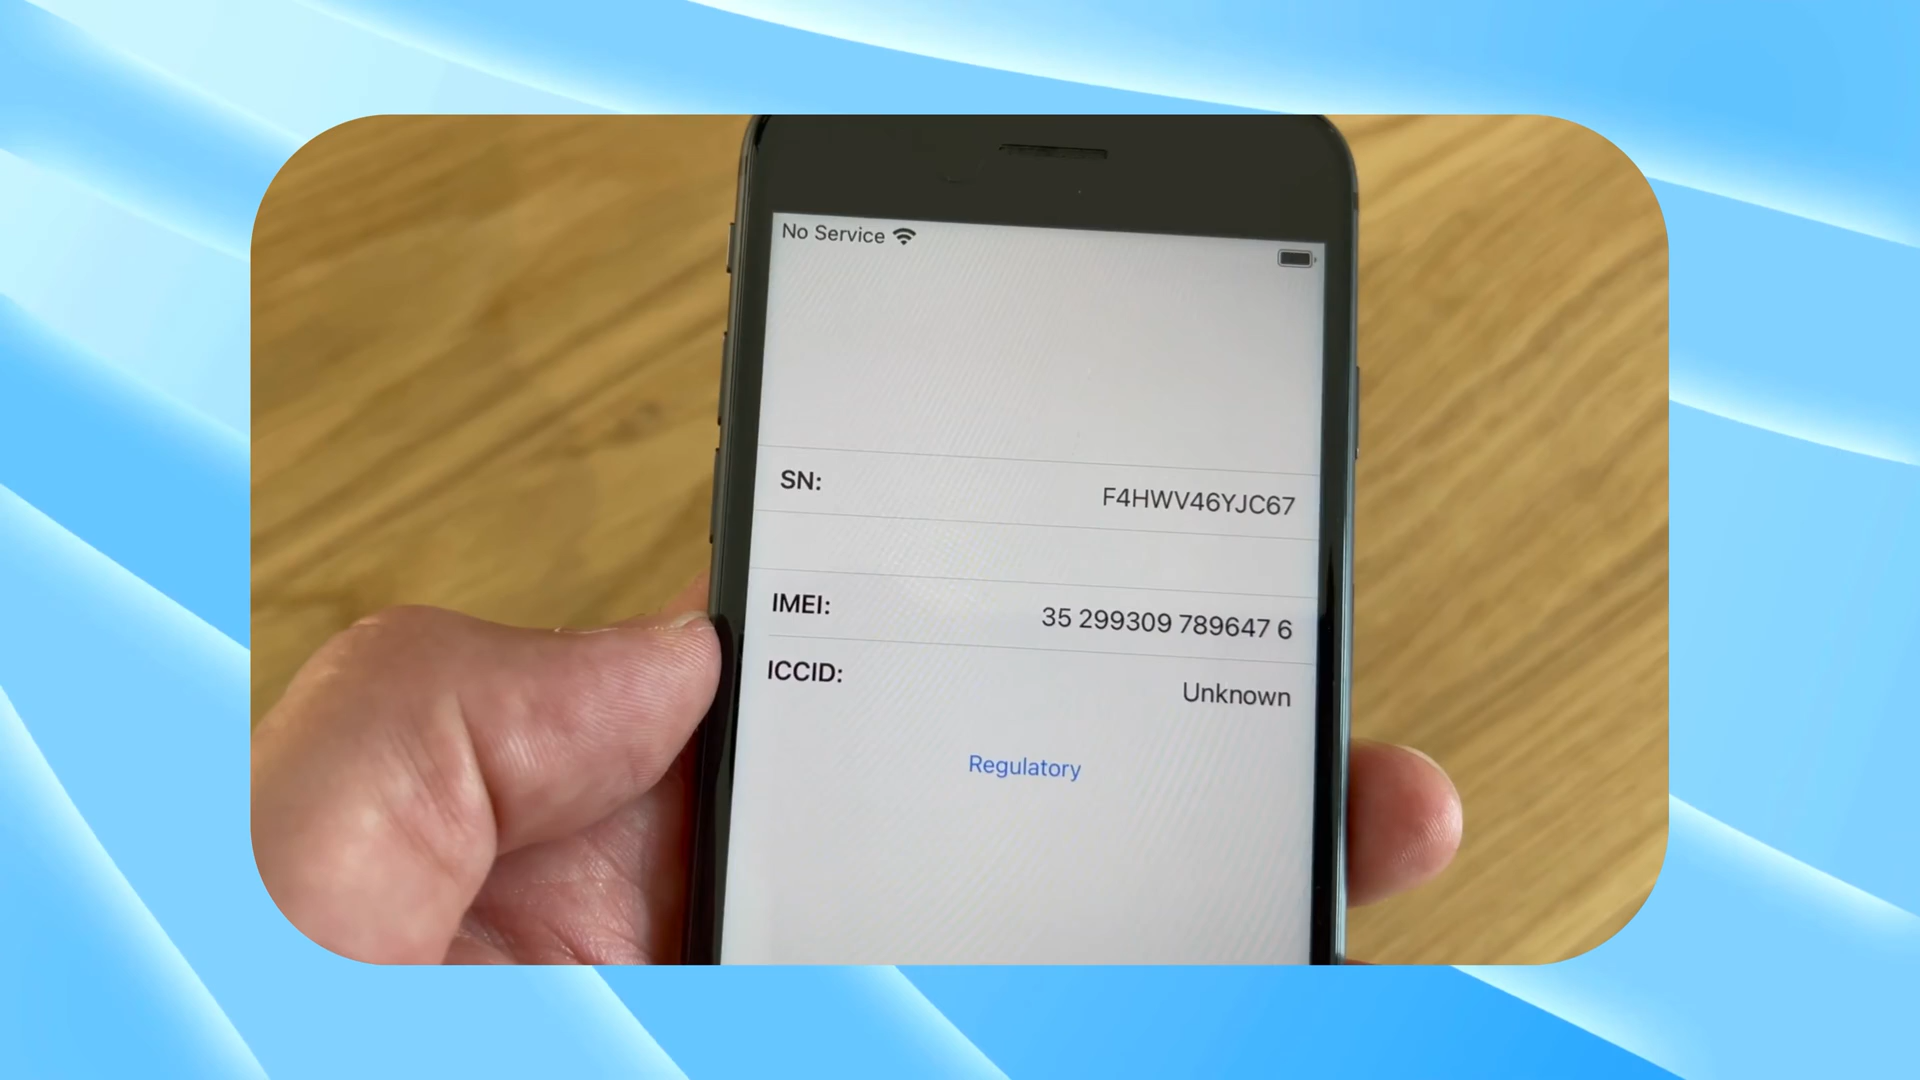 No Service
SN: F4HWV46YJC67
IMEI: 35 299309 789647 6
ICCID: Unknown
Regulatory